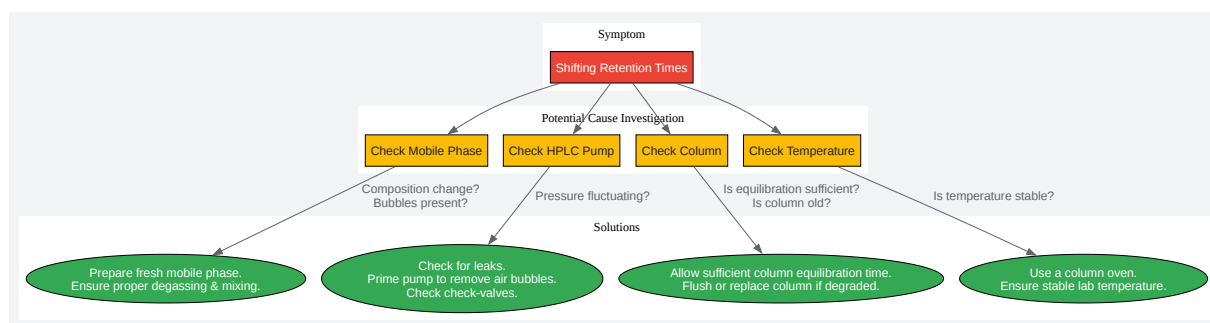 Symptom
Shifting Retention Times
Potential Cause Investigation
Check Mobile Phase
Check HPLC Pump
Check Column
Check Temperature
Composition change?
Bubbles present?
Pressure fluctuating?
Is equilibration sufficient?
Is column old?
Is temperature stable?
Solutions
Prepare fresh mobile phase.
Ensure proper degassing & mixing.
Check for leaks.
Prime pump to remove air bubbles.
Check check-valves.
Allow sufficient column equilibration time.
Flush or replace column if degraded.
Use a column oven.
Ensure stable lab temperature.